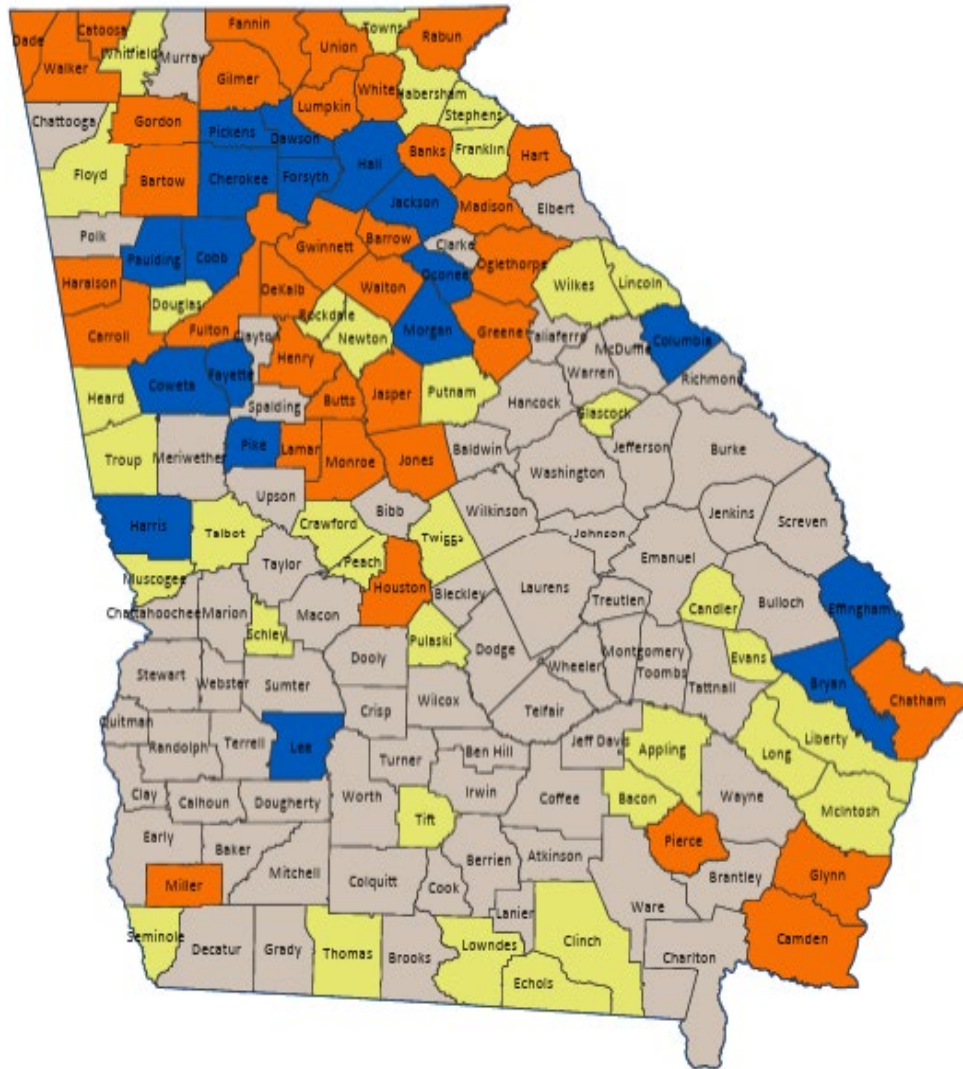 Dade
Catoosa
Fannin
Towns
Rabun
Whitfield
Murray
Union
Walker
Gilmer
White
Habersham
Lumpkin
Stephens
Chattooga
Gordon
Pickens
Dawson
Hall
Banks
Franklin
Hart
Floyd
Bartow
Cherokee
Forsyth
Jackson
Madison
Elbert
Polk
Paulding
Cobb
Gwinnett
Barrow
Clarke
Oconee
Oglethorpe
Haralson
Douglas
DeKalb
Walton
Wilkes
Lincoln
Carroll
Fulton
Rockdale
Newton
Morgan
Greene
Taliaferro
McDuffie
Columbia
Clayton
Henry
Heard
Coweta
Fayette
Spalding
Butts
Jasper
Putnam
Hancock
Warren
Richmond
Glascock
Troup
Meriwether
Pike
Lamar
Monroe
Jones
Baldwin
Washington
Jefferson
Burke
Upson
Bibb
Wilkinson
Harris
Talbot
Crawford
Twiggs
Johnson
Jenkins
Screven
Muscogee
Taylor
Peach
Houston
Bleckley
Laurens
Emanuel
Treutlen
Candler
Bulloch
Effingham
Chattahoochee
Marion
Macon
Schley
Pulaski
Dodge
Wheeler
Montgomery
Toombs
Evans
Tattnall
Bryan
Chatham
Stewart
Webster
Sumter
Dooly
Crisp
Wilcox
Telfair
Quitman
Randolph
Terrell
Lee
Turner
Ben Hill
Jeff Davis
Appling
Long
Liberty
Clay
Calhoun
Dougherty
Worth
Tift
Irwin
Coffee
Bacon
Wayne
McIntosh
Early
Baker
Mitchell
Colquitt
Cook
Berrien
Atkinson
Pierce
Brantley
Glynn
Miller
Lanier
Ware
Camden
Seminole
Decatur
Grady
Thomas
Brooks
Lowndes
Echols
Clinch
Charlton